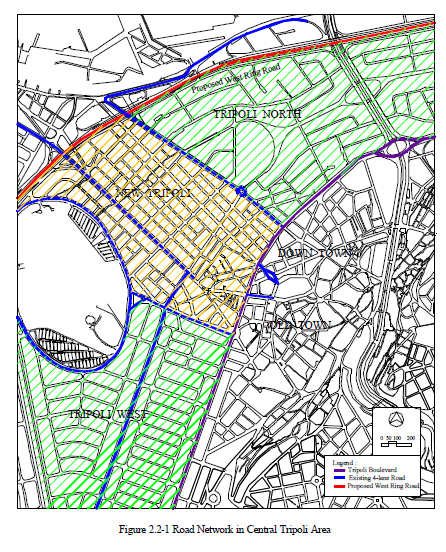 Proposed West Ring Road
TRIPOLI NORTH
NEW TRIPOLI
DOWN TOWN
OLD TOWN
TRIPOLI WEST
0 50 100 200
Legend :
Tripoli Boulevard
Existing 4-lane Road
Proposed West Ring Road
Figure 2.2-1 Road Network in Central Tripoli Area